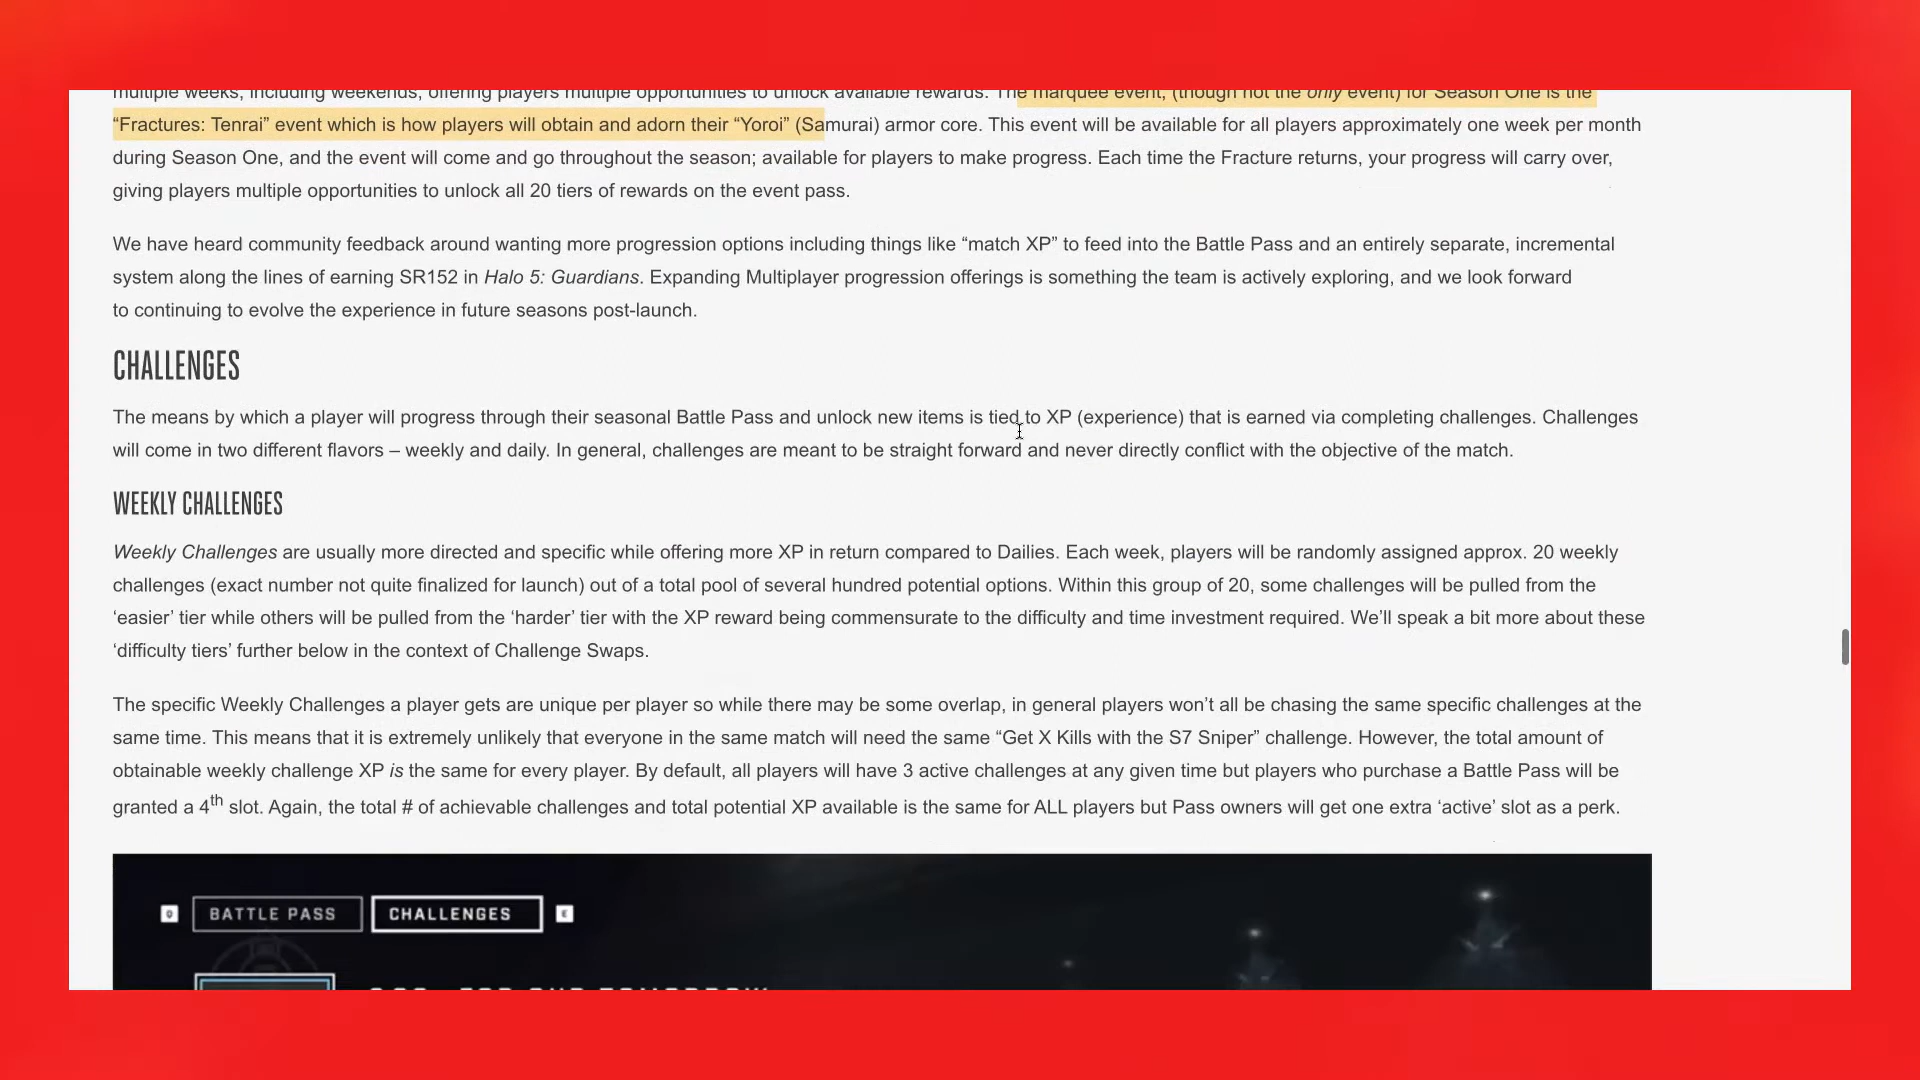 multiple weeks, including weekends, offering players multiple opportunities to unlock available rewards. The marquee event, (though not the only event) for Season One is the
“Fractures: Tenrai” event which is how players will obtain and adorn their “Yoroi” (Samurai) armor core. This event will be available for all players approximately one week per month
during Season One, and the event will come and go throughout the season; available for players to make progress. Each time the Fracture returns, your progress will carry over,
giving players multiple opportunities to unlock all 20 tiers of rewards on the event pass.
We have heard community feedback around wanting more progression options including things like “match XP” to feed into the Battle Pass and an entirely separate, incremental
system along the lines of earning SR152 in Halo 5: Guardians. Expanding Multiplayer progression offerings is something the team is actively exploring, and we look forward
to continuing to evolve the experience in future seasons post-launch.
CHALLENGES
The means by which a player will progress through their seasonal Battle Pass and unlock new items is tied to XP (experience) that is earned via completing challenges. Challenges
will come in two different flavors – weekly and daily. In general, challenges are meant to be straight forward and never directly conflict with the objective of the match.
WEEKLY CHALLENGES
Weekly Challenges are usually more directed and specific while offering more XP in return compared to Dailies. Each week, players will be randomly assigned approx. 20 weekly
challenges (exact number not quite finalized for launch) out of a total pool of several hundred potential options. Within this group of 20, some challenges will be pulled from the
‘easier’ tier while others will be pulled from the ‘harder’ tier with the XP reward being commensurate to the difficulty and time investment required. We’ll speak a bit more about these
‘difficulty tiers’ further below in the context of Challenge Swaps.
The specific Weekly Challenges a player gets are unique per player so while there may be some overlap, in general players won’t all be chasing the same specific challenges at the
same time. This means that it is extremely unlikely that everyone in the same match will need the same “Get X Kills with the S7 Sniper” challenge. However, the total amount of
obtainable weekly challenge XP is the same for every player. By default, all players will have 3 active challenges at any given time but players who purchase a Battle Pass will be
granted a 4th slot. Again, the total # of achievable challenges and total potential XP available is the same for ALL players but Pass owners will get one extra ‘active’ slot as a perk.
Q BATTLE PASS CHALLENGES E